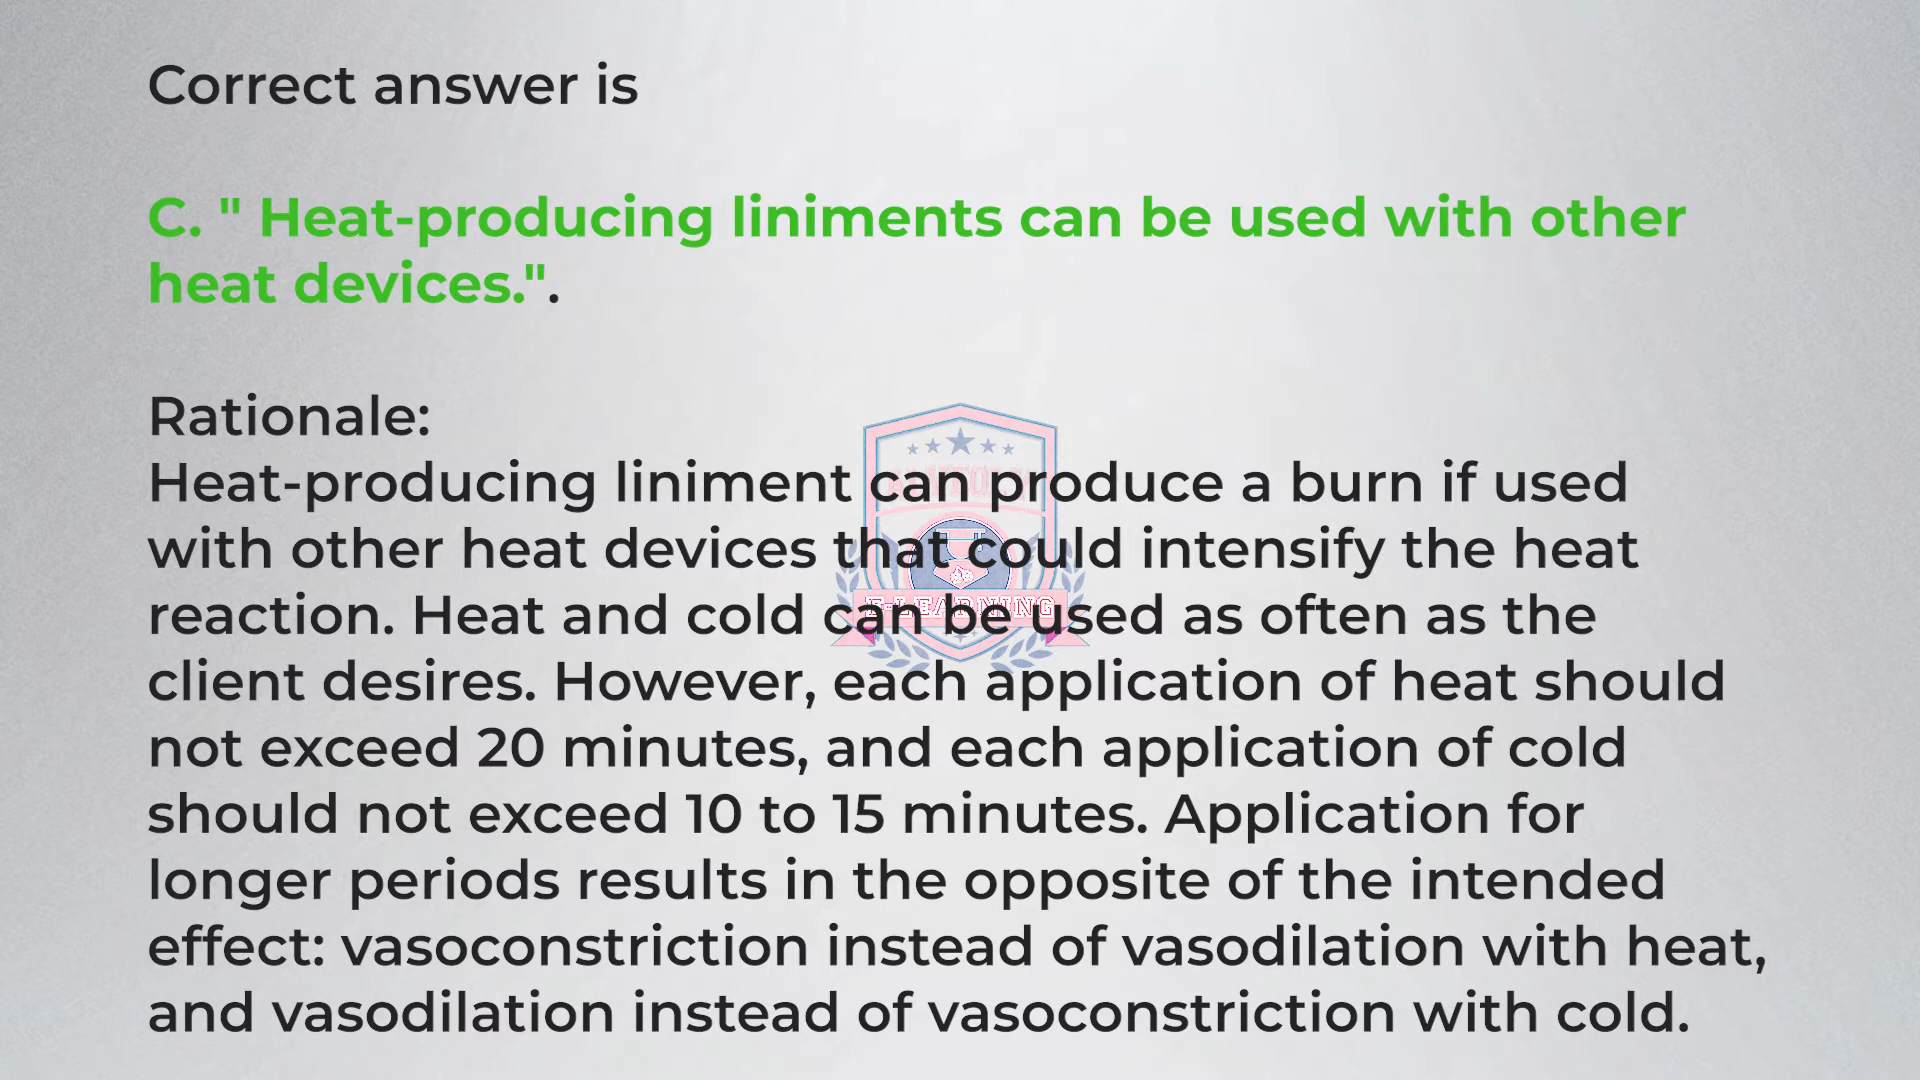 Correct answer is
C. " Heat-producing liniments can be used with other
heat devices.".
Rationale:
Heat-producing liniment can produce a burn if used
with other heat devices that could intensify the heat
reaction. Heat and cold can be used as often as the
client desires. However, each application of heat should
not exceed 20 minutes, and each application of cold
should not exceed 10 to 15 minutes. Application for
longer periods results in the opposite of the intended
effect: vasoconstriction instead of vasodilation with heat,
and vasodilation instead of vasoconstriction with cold.
E-LEARNING